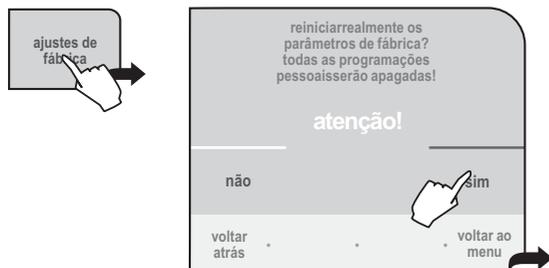 ajustes de
fábrica
reiniciarrealmente os
parâmetros de fábrica?
todas as programações
pessoaisserão apagadas!
atenção!
não
sim
voltar
atrás
voltar ao
menu